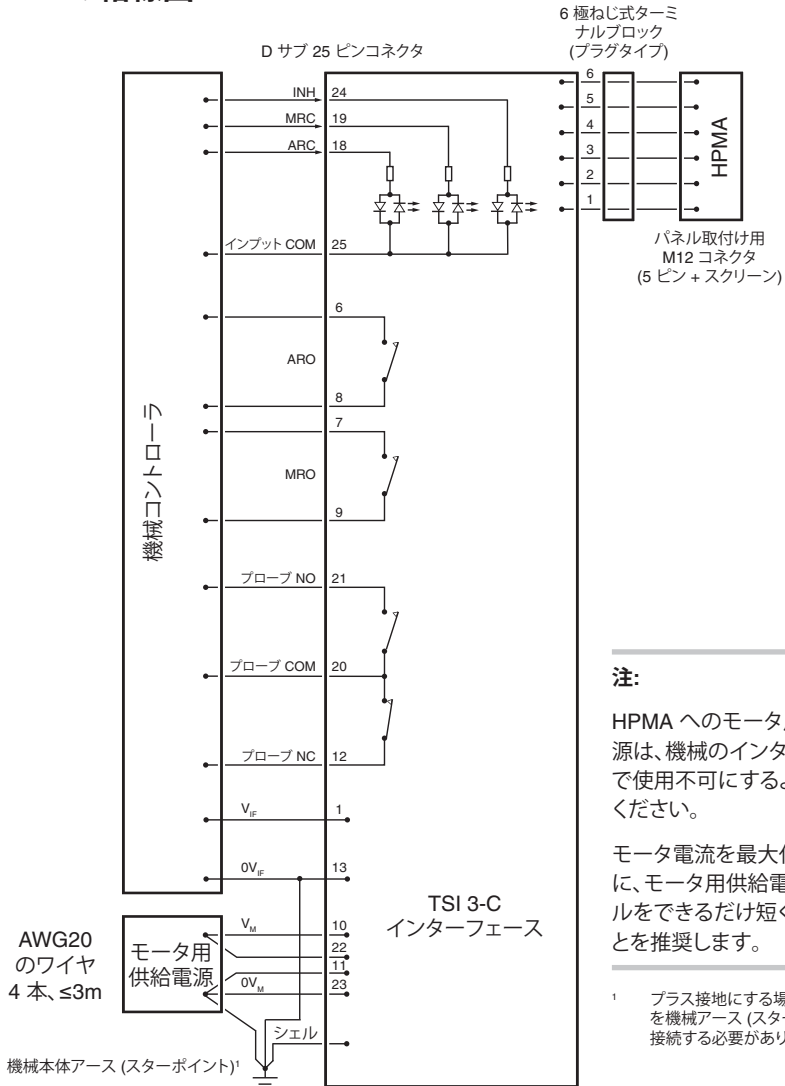 6 極ねじ式ターミ
ナルブロック
(プラグタイプ)
D サブ 25 ピンコネクタ
INH 24
MRC 19
ARC 18
インプット COM 25
6
ARO
8
7
MRO
9
プローブ NO 21
プローブ COM 20
プローブ NC 12
VIF 1
0VIF 13
VM 10
22
11
0VM 23
シェル
機械コントローラ
6
5
4
3
2
1
HPMA
パネル取付け用
M12 コネクタ
(5 ピン + スクリーン)
TSI 3-C
インターフェース
AWG20
のワイヤ
4 本、≤3m
モータ用
供給電源
機械本体アース (スターポイント)¹
注:
HPMA へのモータ
源は、機械のインタ
で使用不可にする
ください。
モータ電流を最大
に、モータ用供給電
ルをできるだけ短く
とを推奨します。
¹ プラス接地にする場
を機械アース (スター
接続する必要があり